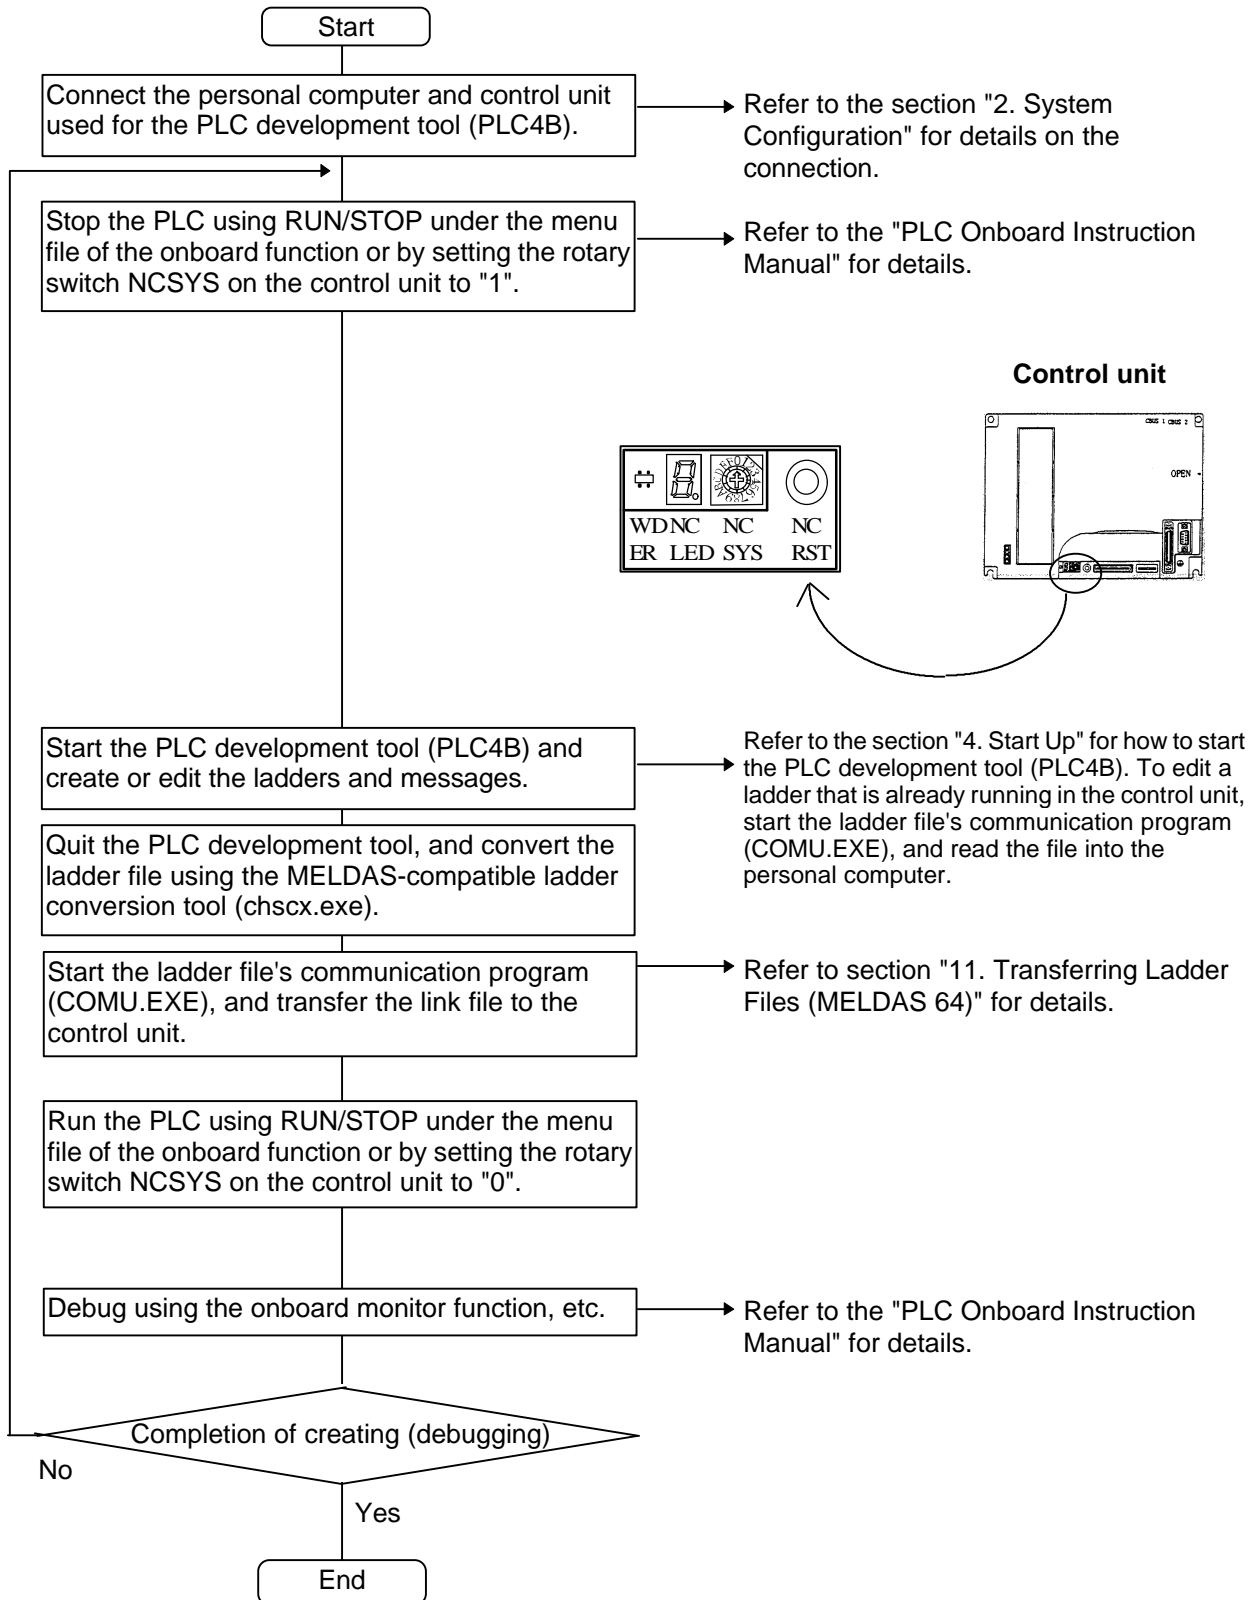 Start
Connect the personal computer and control unit
used for the PLC development tool (PLC4B).
Refer to the section "2. System
Configuration" for details on the
connection.
Stop the PLC using RUN/STOP under the menu
file of the onboard function or by setting the rotary
switch NCSYS on the control unit to "1".
Refer to the "PLC Onboard Instruction
Manual" for details.
Control unit
CBUS 1 CBUS 2
OPEN
WD NC NC NC
ER LED SYS RST
Start the PLC development tool (PLC4B) and
create or edit the ladders and messages.
Refer to the section "4. Start Up" for how to start
the PLC development tool (PLC4B). To edit a
ladder that is already running in the control unit,
start the ladder file's communication program
(COMU.EXE), and read the file into the
personal computer.
Quit the PLC development tool, and convert the
ladder file using the MELDAS-compatible ladder
conversion tool (chscx.exe).
Start the ladder file's communication program
(COMU.EXE), and transfer the link file to the
control unit.
Refer to section "11. Transferring Ladder
Files (MELDAS 64)" for details.
Run the PLC using RUN/STOP under the menu
file of the onboard function or by setting the rotary
switch NCSYS on the control unit to "0".
Debug using the onboard monitor function, etc.
Refer to the "PLC Onboard Instruction
Manual" for details.
Completion of creating (debugging)
No
Yes
End